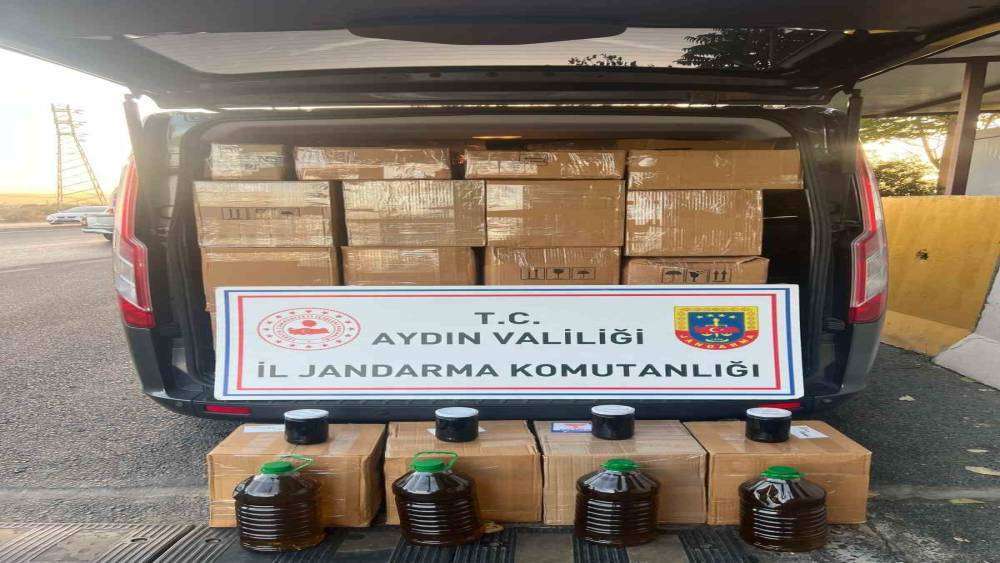 T.C.
AYDIN VALİLİĞİ
İL JANDARMA KOMUTANLIĞI
JANDARMA